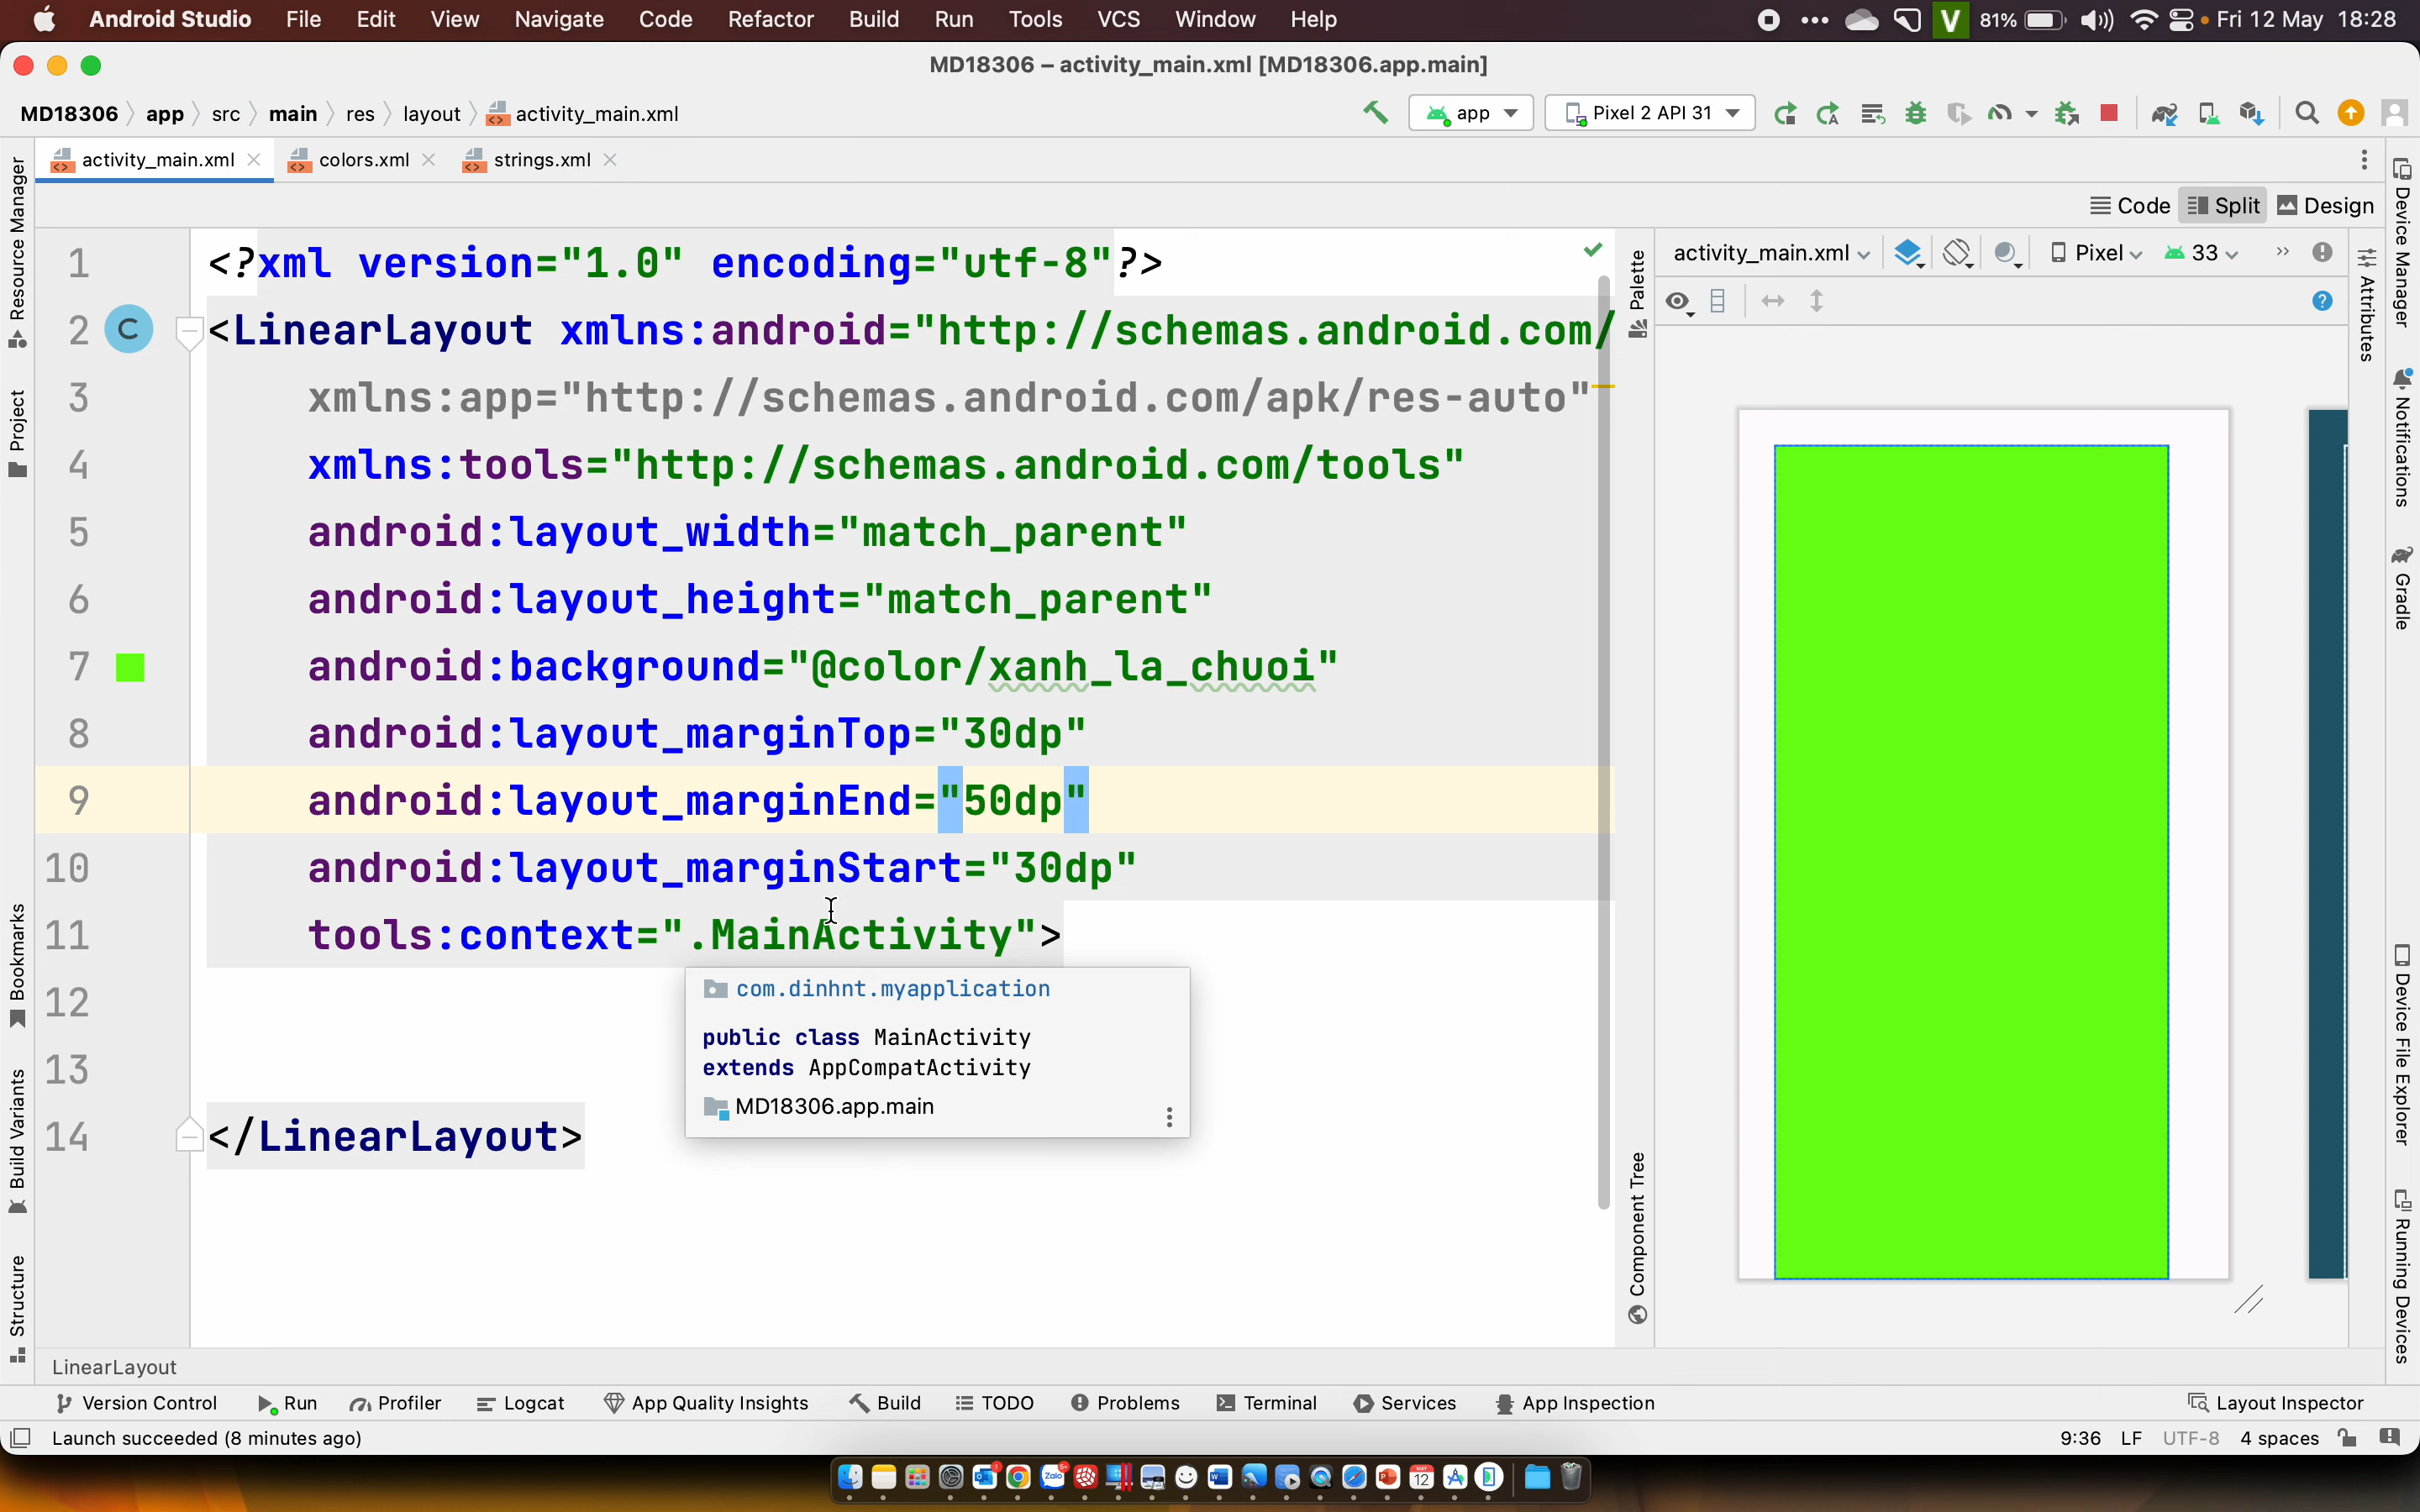 Android Studio File Edit View Navigate Code Refactor Build Run Tools VCS Window Help V 81% Fri 12 May 18:28
MD18306 – activity_main.xml [MD18306.app.main]
MD18306 app src main res layout activity_main.xml app Pixel 2 API 31
activity_main.xml colors.xml strings.xml
Code Split Design
activity_main.xml Pixel 33
1 <?xml version="1.0" encoding="utf-8"?>
2 C <LinearLayout xmlns:android="http://schemas.android.com/
3 xmlns:app="http://schemas.android.com/apk/res-auto"
4 xmlns:tools="http://schemas.android.com/tools"
5 android:layout_width="match_parent"
6 android:layout_height="match_parent"
7 android:background="@color/xanh_la_chuoi"
8 android:layout_marginTop="30dp"
9 android:layout_marginEnd="50dp"
10 android:layout_marginStart="30dp"
11 tools:context=".MainActivity">
12
13
14 </LinearLayout>
com.dinhnt.myapplication
public class MainActivity
extends AppCompatActivity
MD18306.app.main
Resource Manager
Project
Bookmarks
Build Variants
Structure
Palette
Component Tree
Attributes
Device Manager
Notifications
Gradle
Device File Explorer
Running Devices
LinearLayout
Version Control Run Profiler Logcat App Quality Insights Build TODO Problems Terminal Services App Inspection Layout Inspector
Launch succeeded (8 minutes ago) 9:36 LF UTF-8 4 spaces
Zalo